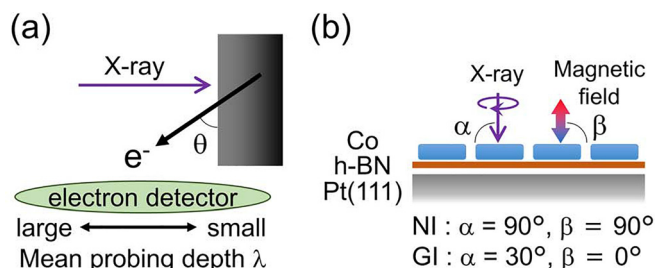 (a)
X-ray
θ
e⁻
electron detector
large small
Mean probing depth λ
(b)
X-ray
Magnetic
field
α
β
Co
h-BN
Pt(111)
NI : α = 90°, β = 90°
GI : α = 30°, β = 0°